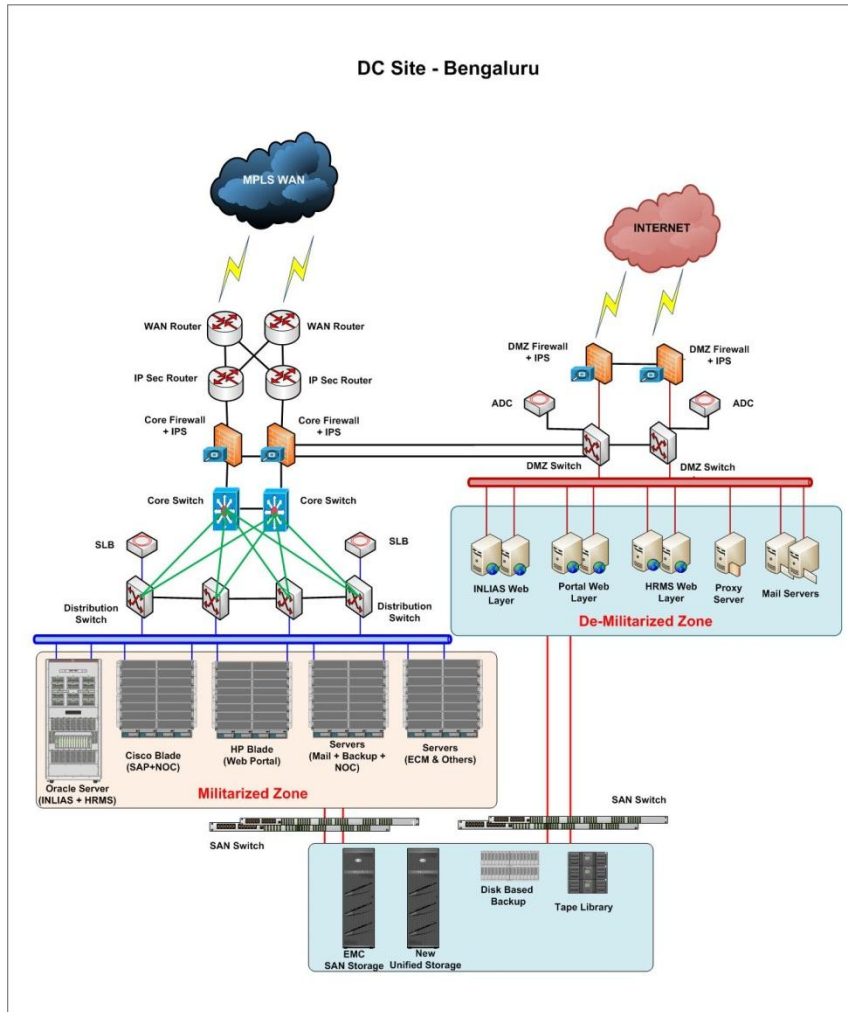 DC Site - Bengaluru
MPLS WAN
INTERNET
WAN Router
WAN Router
DMZ Firewall
+ IPS
DMZ Firewall
+ IPS
IP Sec Router
IP Sec Router
ADC
ADC
Core Firewall
+ IPS
Core Firewall
+ IPS
DMZ Switch
DMZ Switch
Core Switch
Core Switch
SLB
SLB
INLIAS Web
Layer
Portal Web
Layer
HRMS Web
Layer
Proxy
Server
Mail Servers
De-Militarized Zone
Distribution
Switch
Distribution
Switch
Oracle Server
(INLIAS + HRMS)
Cisco Blade
(SAP+NOC)
HP Blade
(Web Portal)
Servers
(Mail + Backup +
NOC)
Servers
(ECM & Others)
Militarized Zone
SAN Switch
SAN Switch
EMC
SAN Storage
New
Unified Storage
Disk Based
Backup
Tape Library